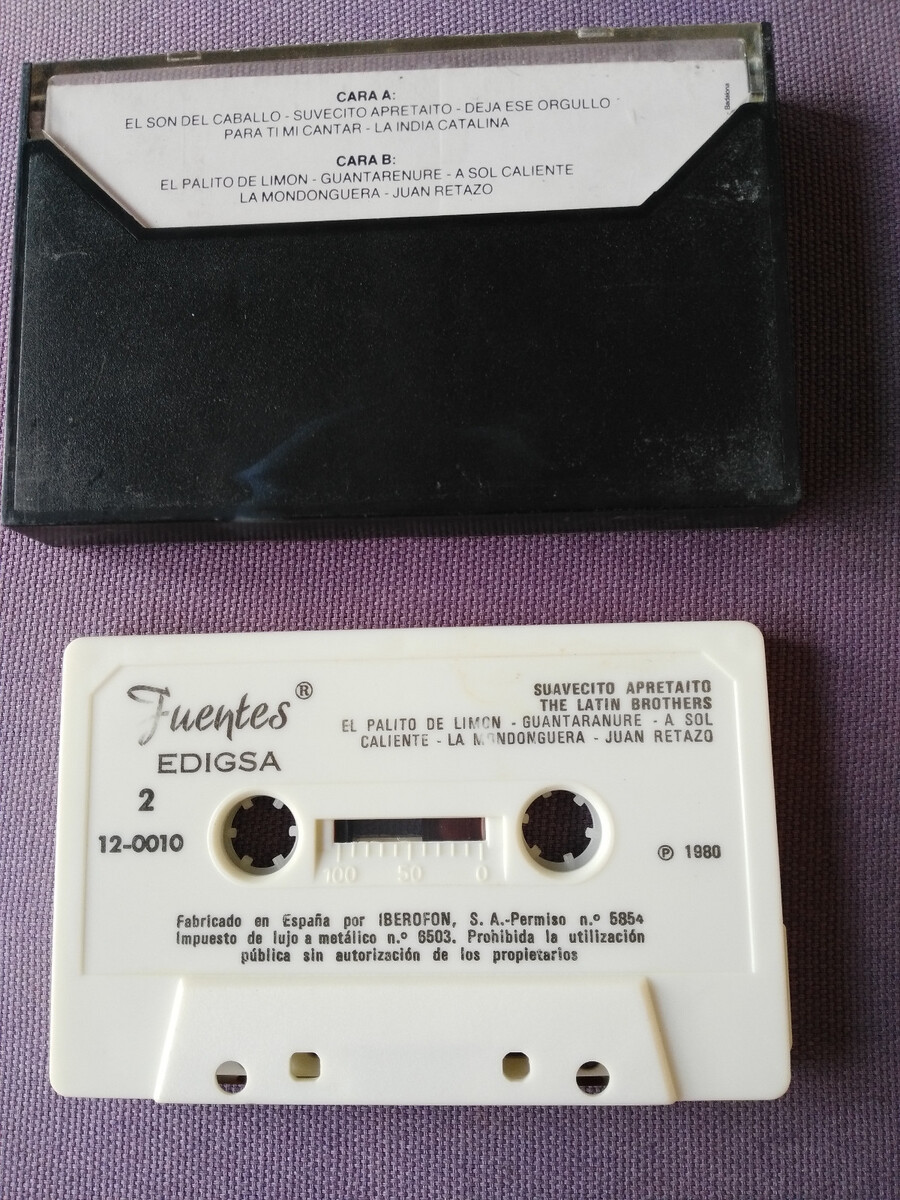 CARA A:
EL SON DEL CABALLO - SUVECITO APRETAITO - DEJA ESE ORGULLO
PARA TI MI CANTAR - LA INDIA CATALINA
CARA B:
EL PALITO DE LIMON - GUANTARENURE - A SOL CALIENTE
LA MONDONGUERA - JUAN RETAZO
Badalona
Fuentes®
EDIGSA
2
12-0010
SUAVECITO APRETAITO
THE LATIN BROTHERS
EL PALITO DE LIMON - GUANTARANURE - A SOL
CALIENTE - LA MONDONGUERA - JUAN RETAZO
℗ 1980
100 50 0
Fabricado en España por IBEROFON, S. A.-Permiso n.º 5854
Impuesto de lujo a metálico n.º 6503. Prohibida la utilización
pública sin autorización de los propietarios